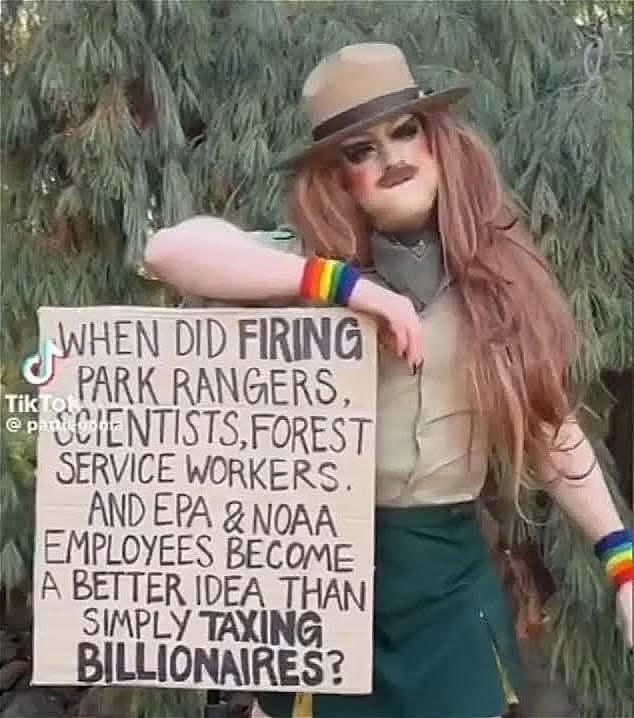 WHEN DID FIRING
PARK RANGERS,
SCIENTISTS, FOREST
SERVICE WORKERS.
AND EPA & NOAA
EMPLOYEES BECOME
A BETTER IDEA THAN
SIMPLY TAXING
BILLIONAIRES?
TikTok